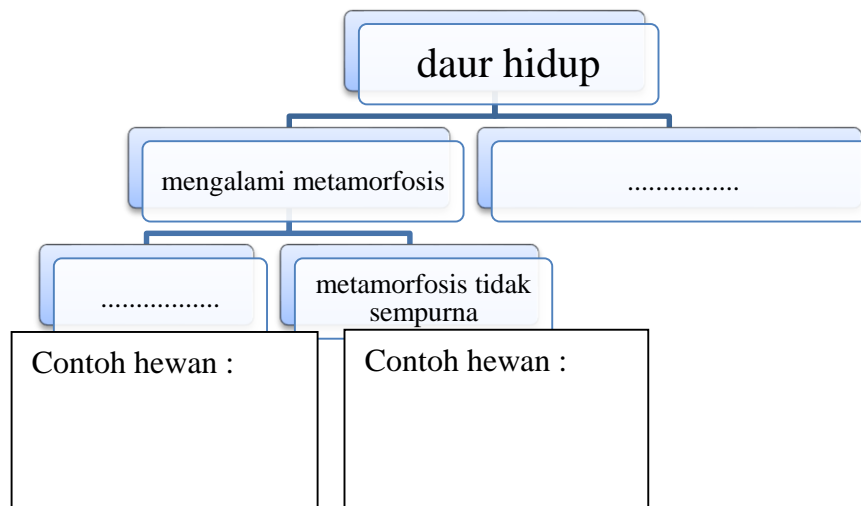 daur hidup
mengalami metamorfosis
................
.................
metamorfosis tidak
sempurna
Contoh hewan :
Contoh hewan :